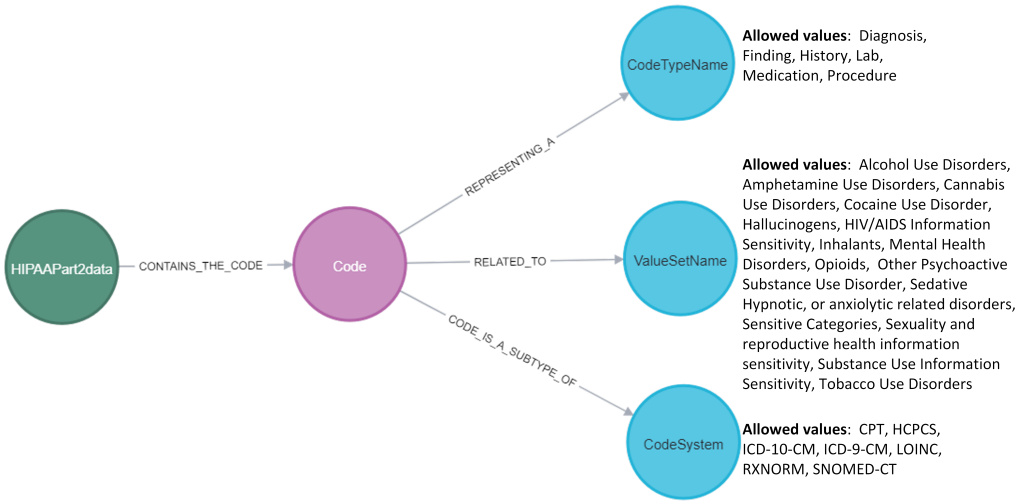 HIPAAPart2data
CONTAINS_THE_CODE
Code
REPRESENTING_A
RELATED_TO
CODE_IS_A_SUBTYPE_OF
CodeTypeName
Allowed values:  Diagnosis,
Finding, History, Lab,
Medication, Procedure
ValueSetName
Allowed values:  Alcohol Use Disorders,
Amphetamine Use Disorders, Cannabis
Use Disorders, Cocaine Use Disorder,
Hallucinogens, HIV/AIDS Information
Sensitivity, Inhalants, Mental Health
Disorders, Opioids,  Other Psychoactive
Substance Use Disorder, Sedative
Hypnotic, or anxiolytic related disorders,
Sensitive Categories, Sexuality and
reproductive health information
sensitivity, Substance Use Information
Sensitivity, Tobacco Use Disorders
CodeSystem
Allowed values:  CPT, HCPCS,
ICD-10-CM, ICD-9-CM, LOINC,
RXNORM, SNOMED-CT